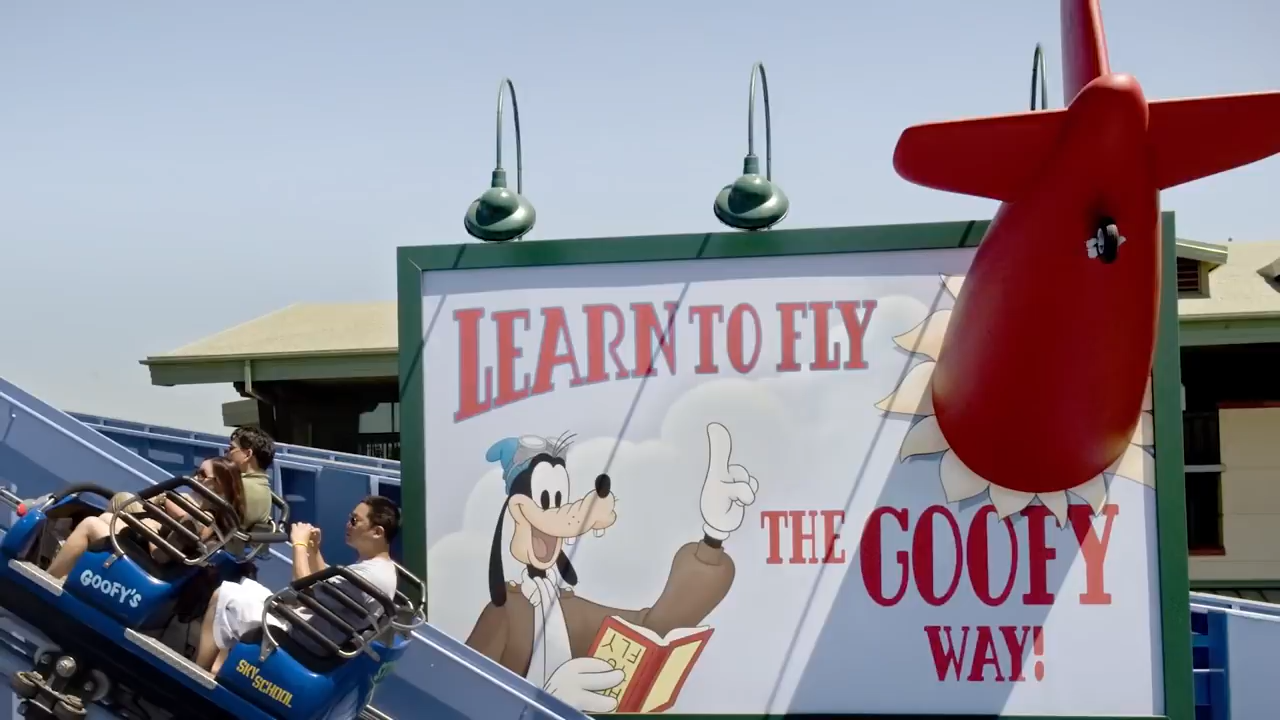 LEARN TO FLY
THE GOOFY
WAY!
FLY
GOOFY'S
SKY
SCHOOL